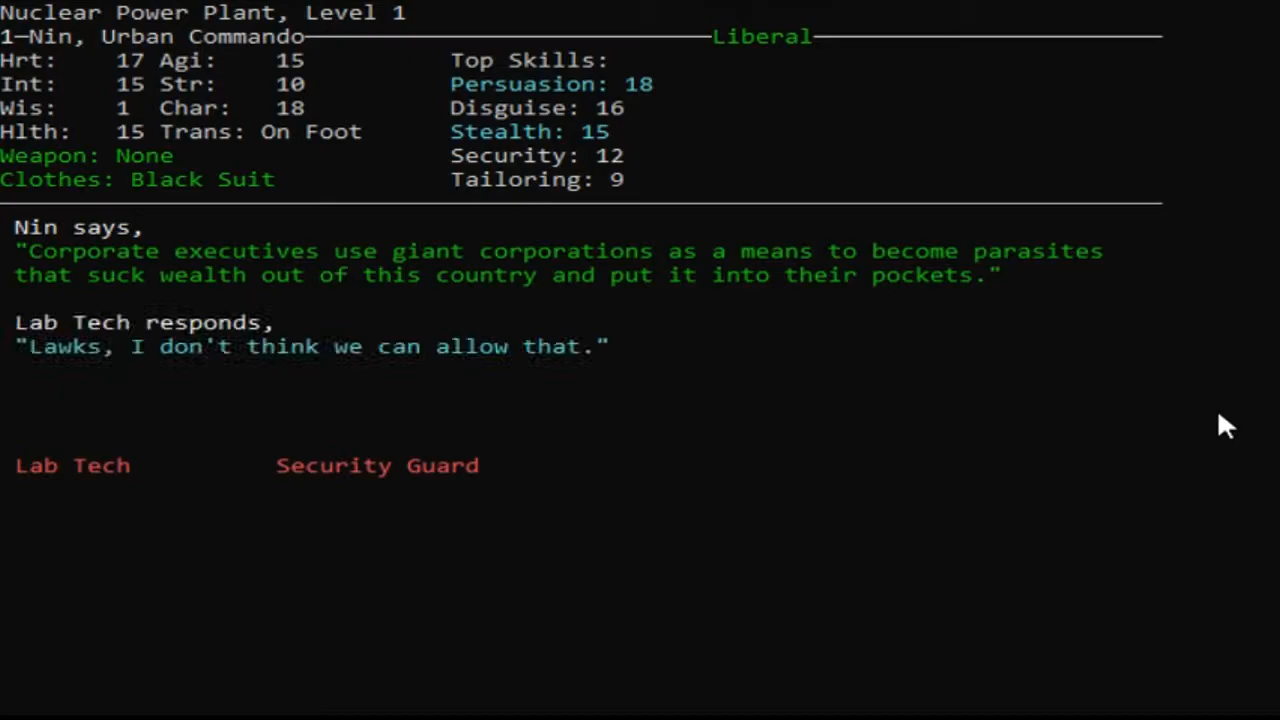 Nuclear Power Plant, Level 1
1—Nin, Urban Commando Liberal
Hrt: 17 Agi: 15 Top Skills:
Int: 15 Str: 10 Persuasion: 18
Wis: 1 Char: 18 Disguise: 16
Hlth: 15 Trans: On Foot Stealth: 15
Weapon: None Security: 12
Clothes: Black Suit Tailoring: 9
Nin says,
"Corporate executives use giant corporations as a means to become parasites
that suck wealth out of this country and put it into their pockets."
Lab Tech responds,
"Lawks, I don't think we can allow that."
Lab Tech Security Guard